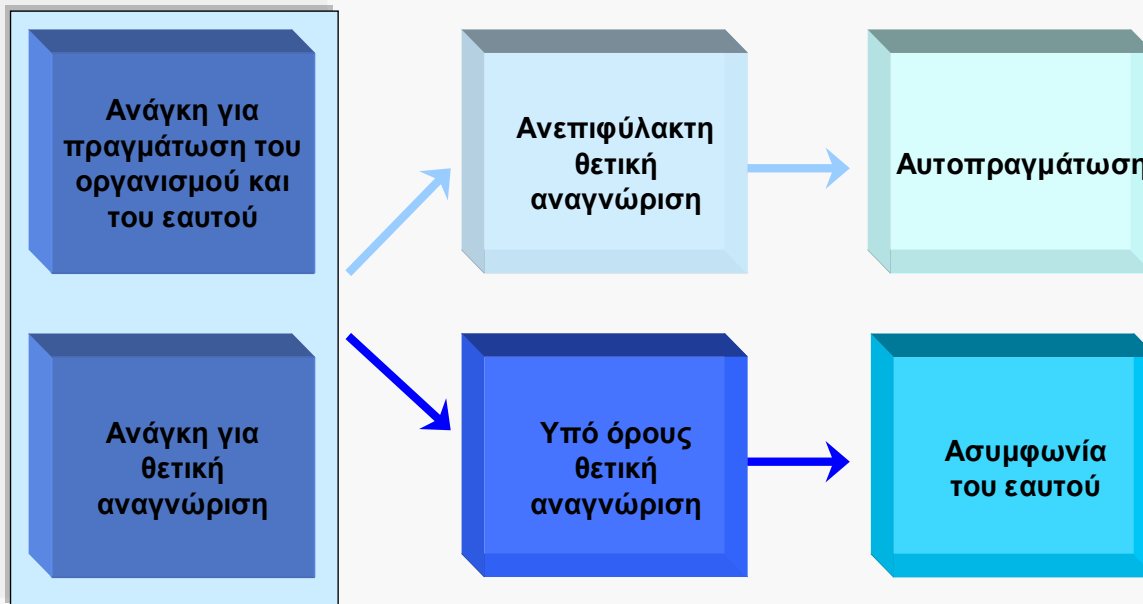 Ανάγκη για
πραγμάτωση του
οργανισμού και
του εαυτού
Ανεπιφύλακτη
θετική
αναγνώριση
Αυτοπραγμάτωση
Ανάγκη για
θετική
αναγνώριση
Υπό όρους
θετική
αναγνώριση
Ασυμφωνία
του εαυτού